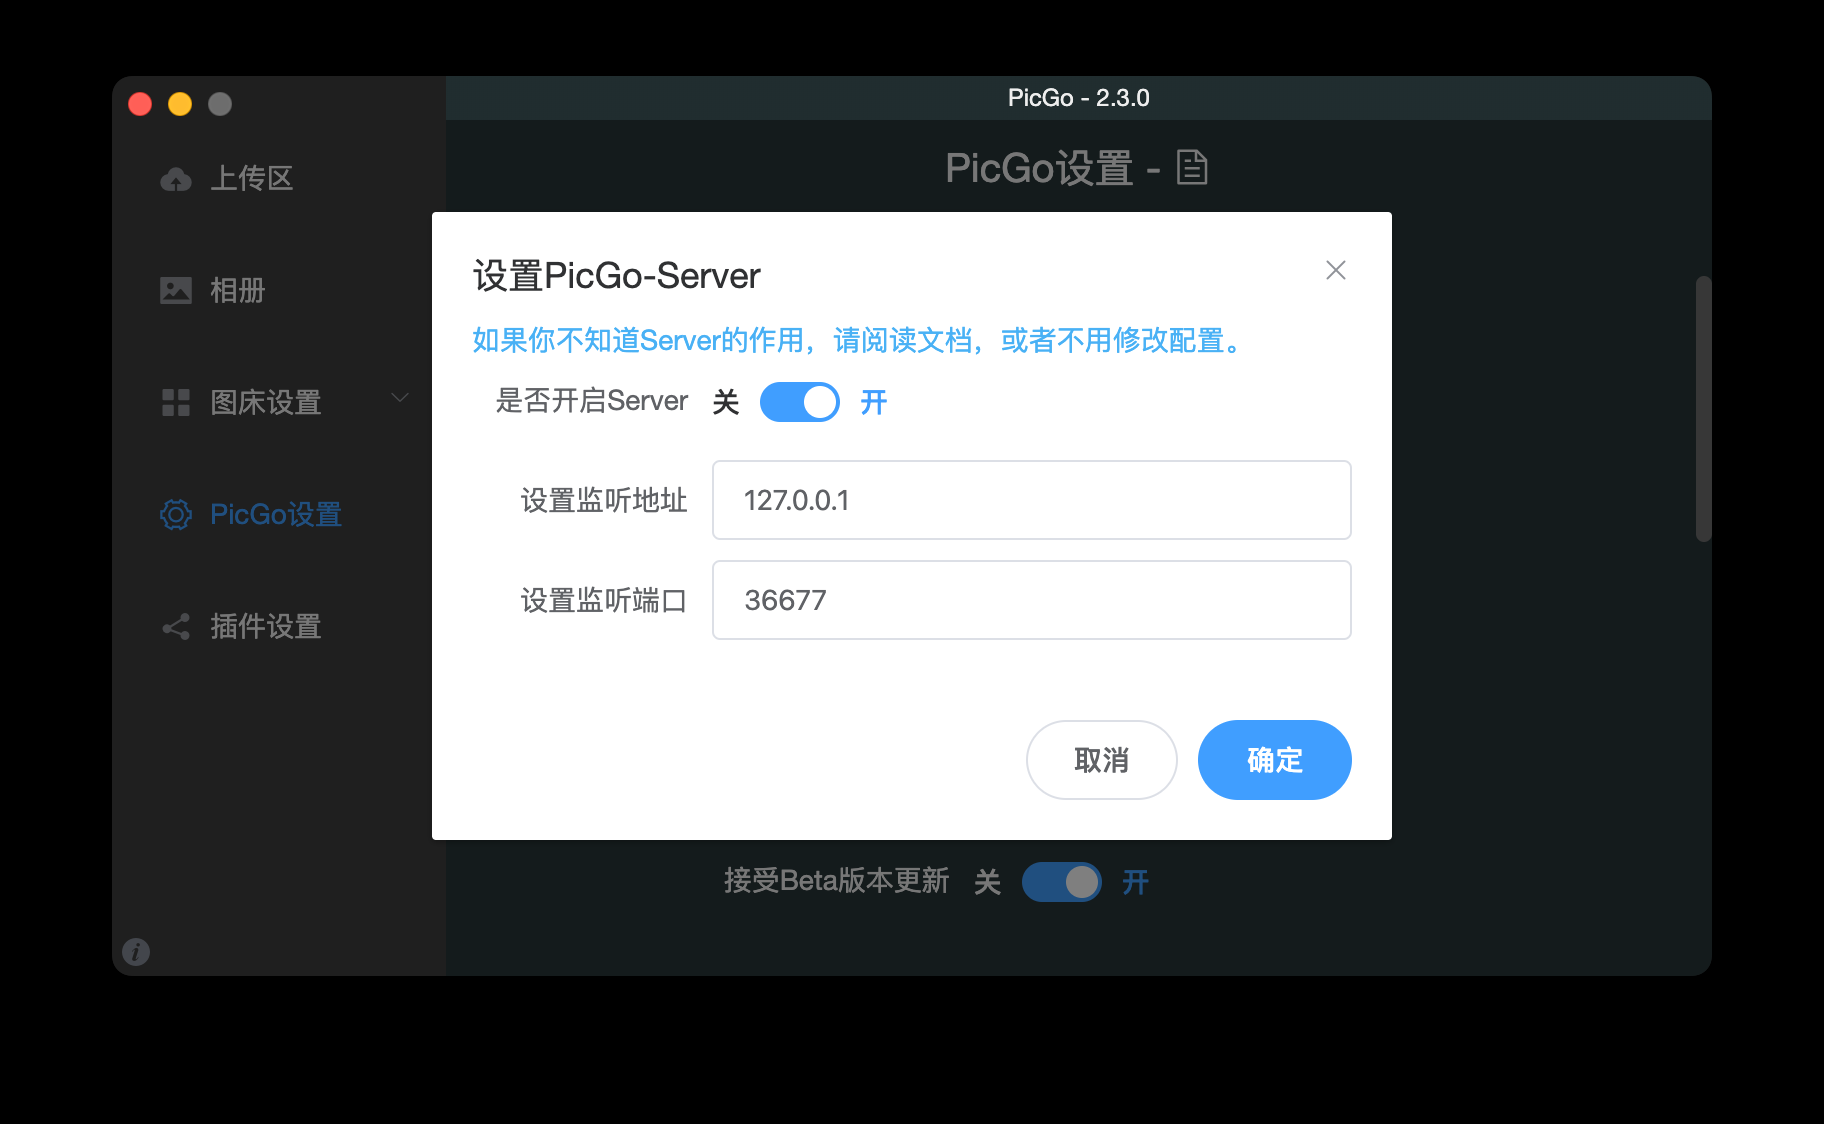 PicGo - 2.3.0
上传区
相册
图床设置
PicGo设置
插件设置
PicGo设置 -
设置PicGo-Server
如果你不知道Server的作用，请阅读文档，或者不用修改配置。
是否开启Server 关 开
设置监听地址 127.0.0.1
设置监听端口 36677
取消 确定
接受Beta版本更新 关 开